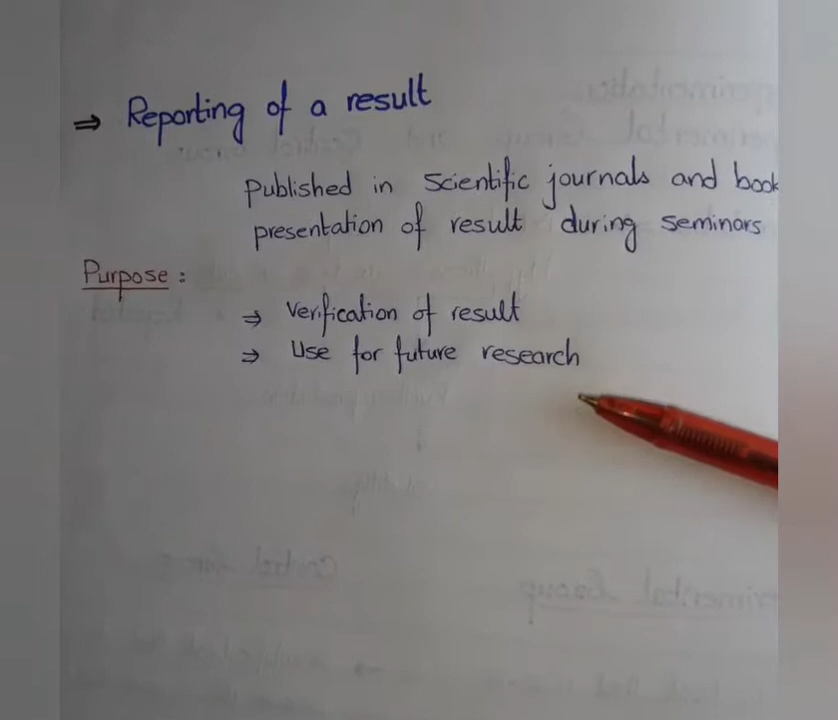 ⇒ Reporting of a result
published in scientific journals and book
presentation of result during seminars
Purpose :
⇒ Verification of result
⇒ Use for future research